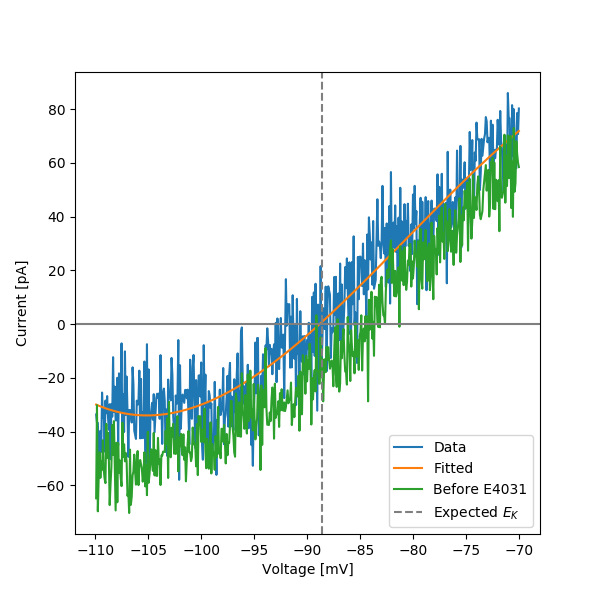 80
60
40
20
0
−20
−40
−60
Current [pA]
−110 −105 −100 −95 −90 −85 −80 −75 −70
Voltage [mV]
Data
Fitted
Before E4031
Expected E_K